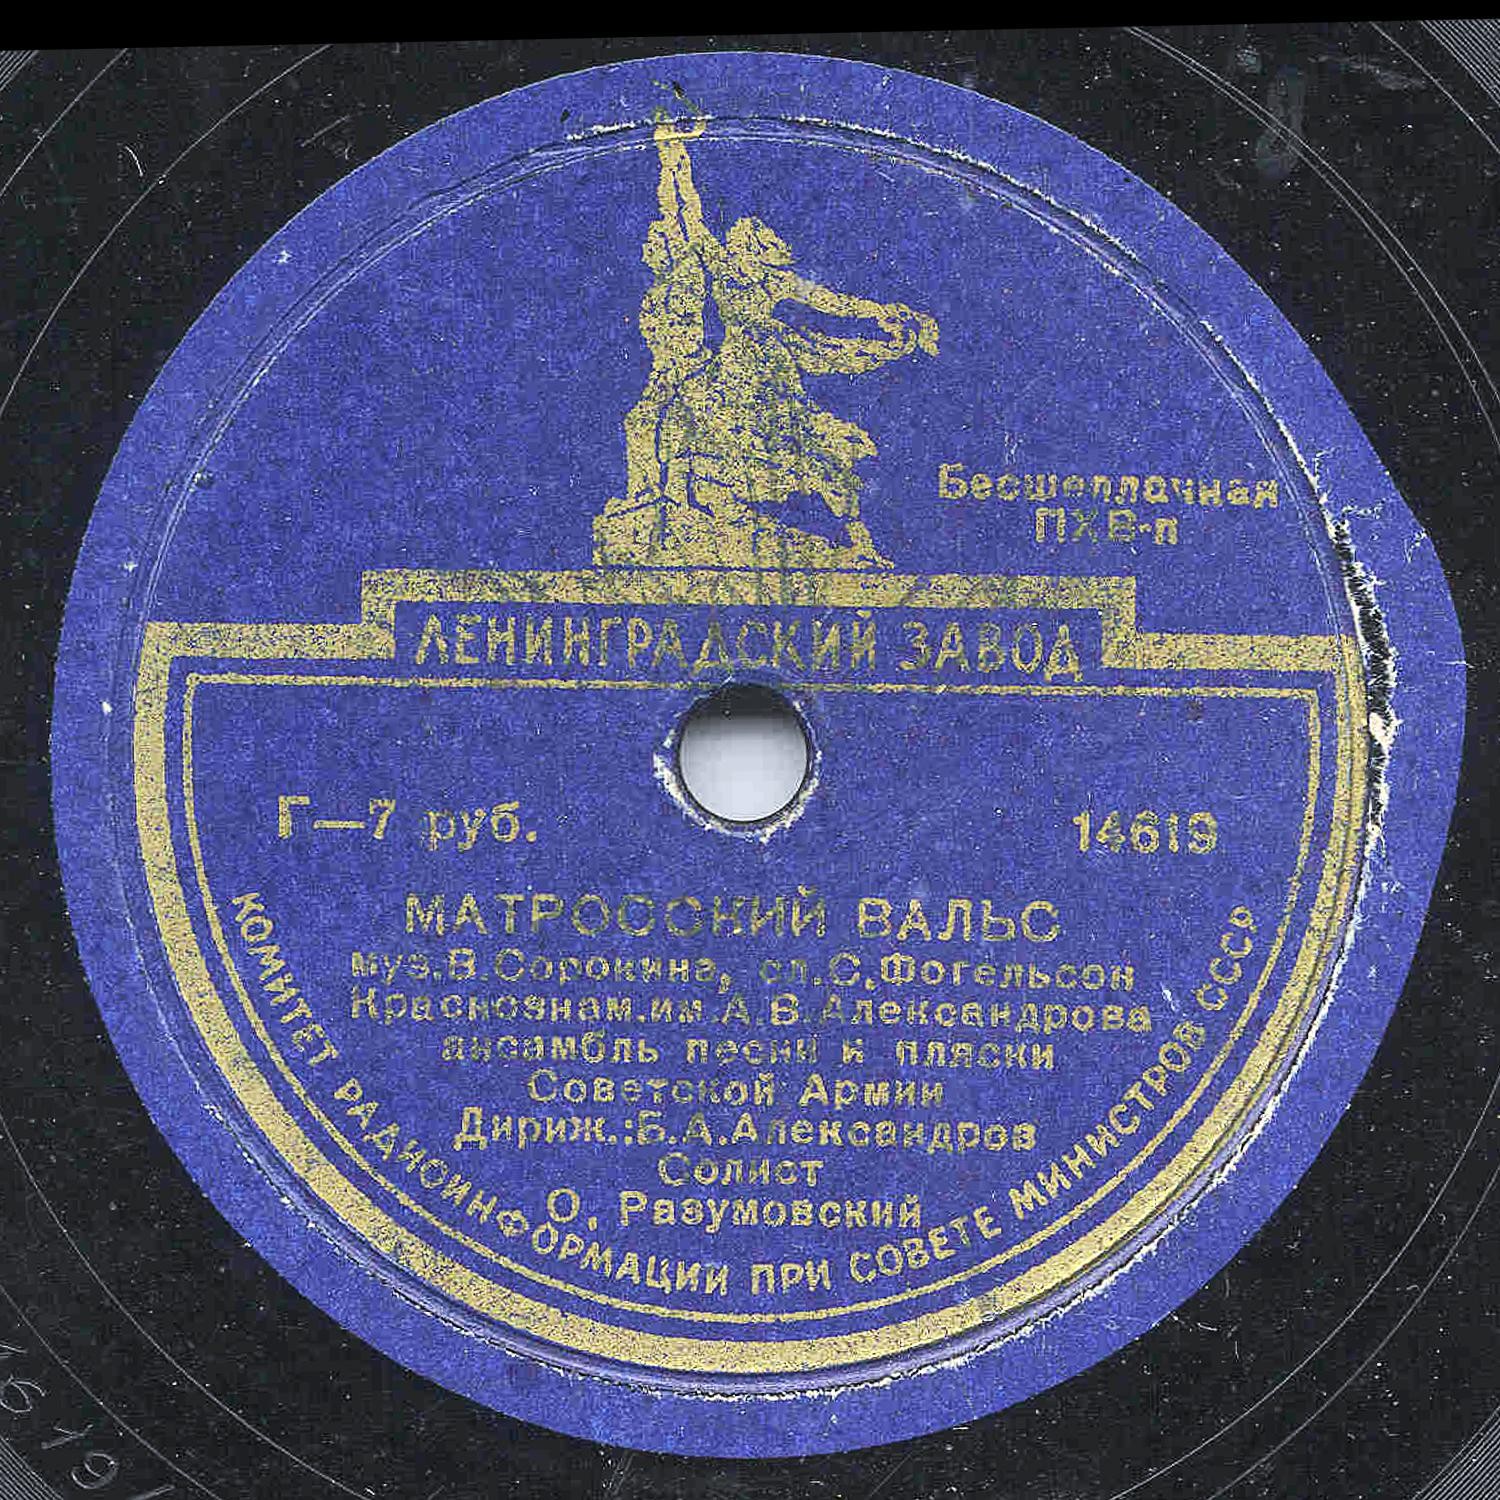 Бесшеллачная
ПХВ-п
ЛЕНИНГРАДСКИЙ ЗАВОД
Г—7 руб.
14619
МАТРОССКИЙ ВАЛЬС
муз.В.Сорокина, сл.С.Фогельсон
Краснознам.им.А.В.Александрова
ансамбль песни и пляски
Советской Армии
Дириж.:Б.А.Александров
Солист
О. Разумовский
КОМИТЕТ РАДИОИНФОРМАЦИИ ПРИ СОВЕТЕ МИНИСТРОВ СССР